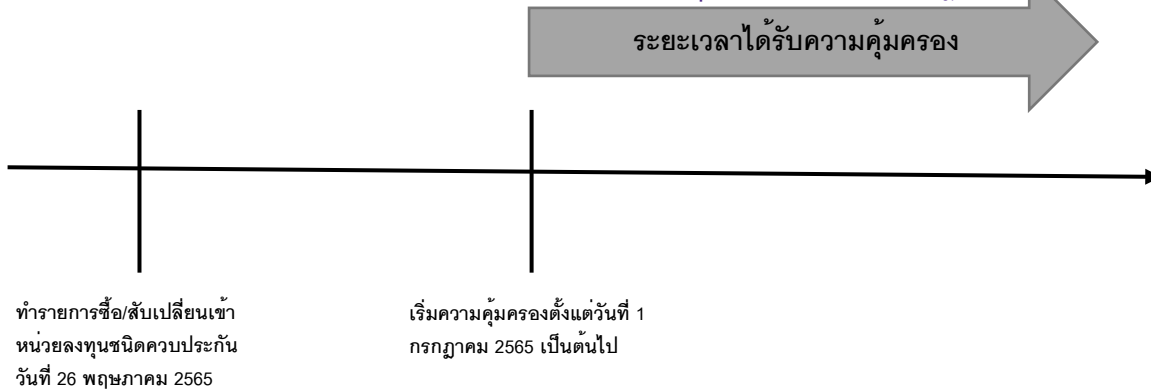 ระยะเวลาได้รับความคุ้มครอง
ทำรายการซื้อ/สับเปลี่ยนเข้า
หน่วยลงทุนชนิดควบประกัน
วันที่ 26 พฤษภาคม 2565
เริ่มความคุ้มครองตั้งแต่วันที่ 1
กรกฎาคม 2565 เป็นต้นไป